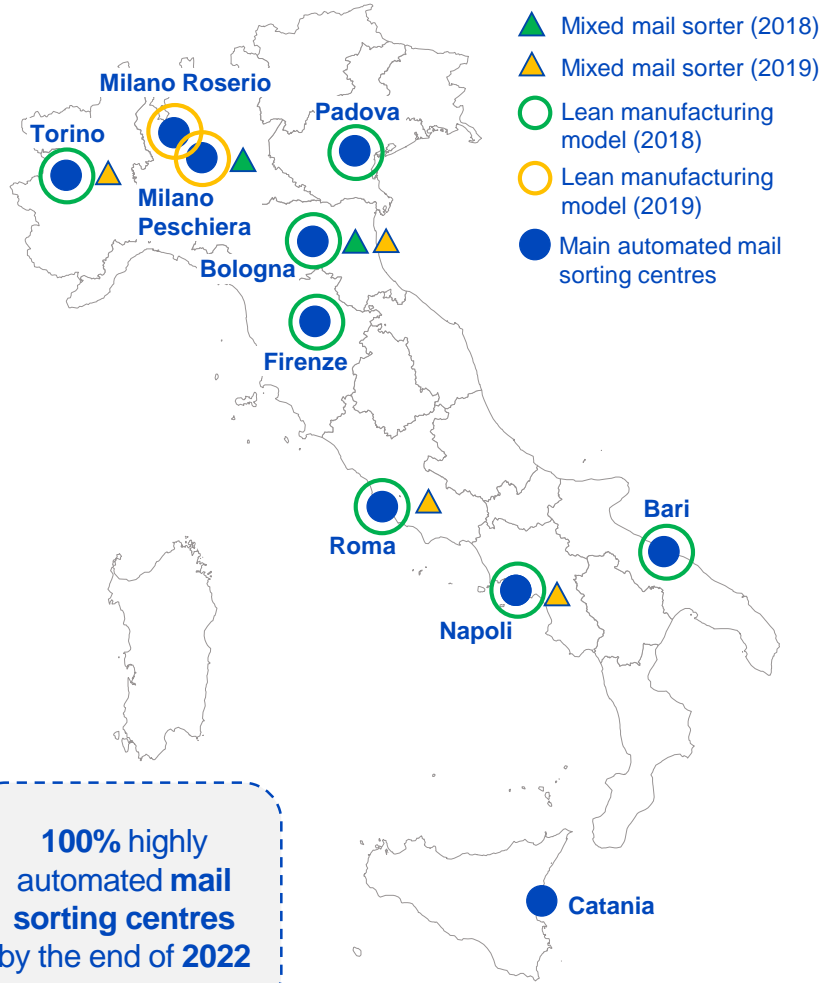 Mixed mail sorter (2018)
Mixed mail sorter (2019)
Lean manufacturing
model (2018)
Lean manufacturing
model (2019)
Main automated mail
sorting centres
Milano Roserio
Padova
Torino
Milano
Peschiera
Bologna
Firenze
Roma
Bari
Napoli
Catania
100% highly
automated mail
sorting centres
by the end of 2022